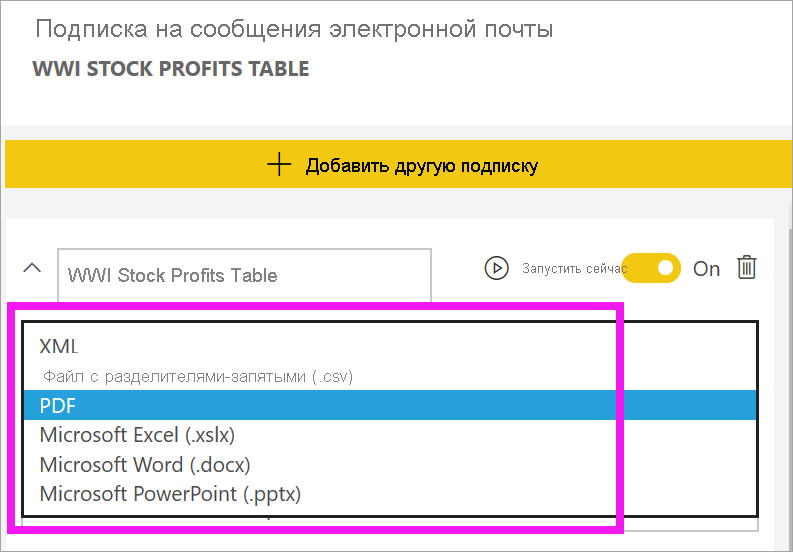 Подписка на сообщения электронной почты
WWI STOCK PROFITS TABLE
Добавить другую подписку
WWI Stock Profits Table
Запустить сейчас
On
XML
Файл с разделителями-запятыми (.csv)
PDF
Microsoft Excel (.xslx)
Microsoft Word (.docx)
Microsoft PowerPoint (.pptx)